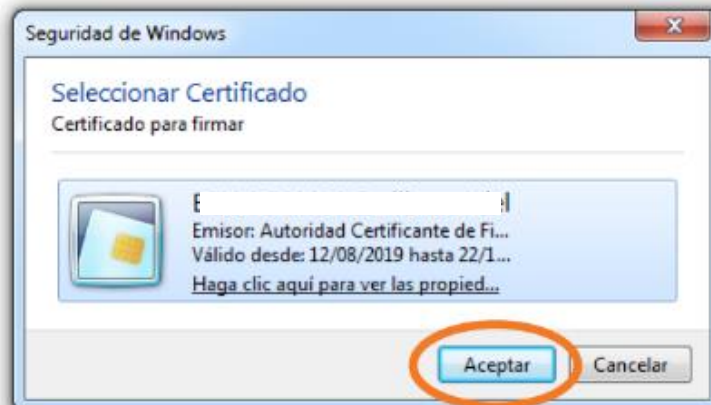 Seguridad de Windows
Seleccionar Certificado
Certificado para firmar
Emisor: Autoridad Certificante de Fi...
Válido desde: 12/08/2019 hasta 22/1...
Haga clic aquí para ver las propied...
Aceptar
Cancelar